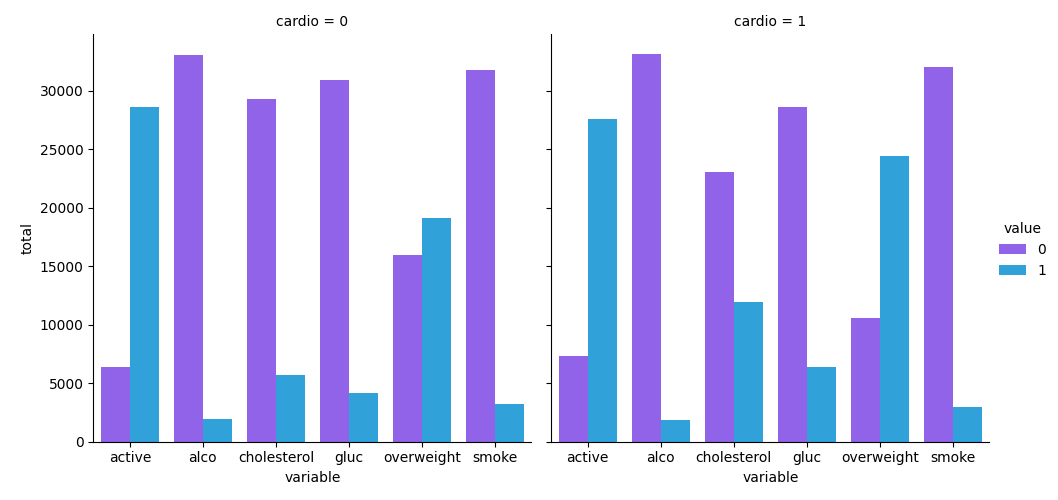 cardio = 0
cardio = 1
total
30000
25000
20000
15000
10000
5000
0
active alco cholesterol gluc overweight smoke
variable
active alco cholesterol gluc overweight smoke
variable
value
0
1